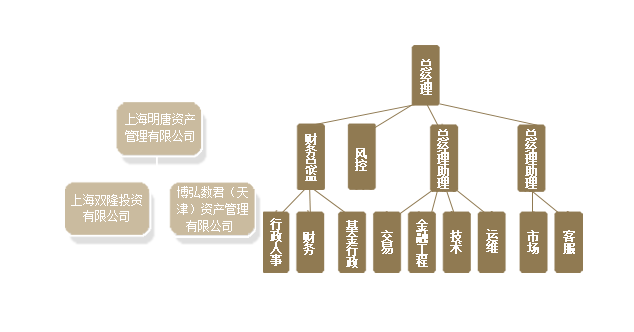 总经理
上海明唐资产
管理有限公司
上海双隆投资
有限公司
博弘数君（天
津）资产管理
有限公司
财务总监
风控
总经理助理
总经理助理
行政人事
财务
基金行政
交易
金融工程
技术
运维
市场
客服